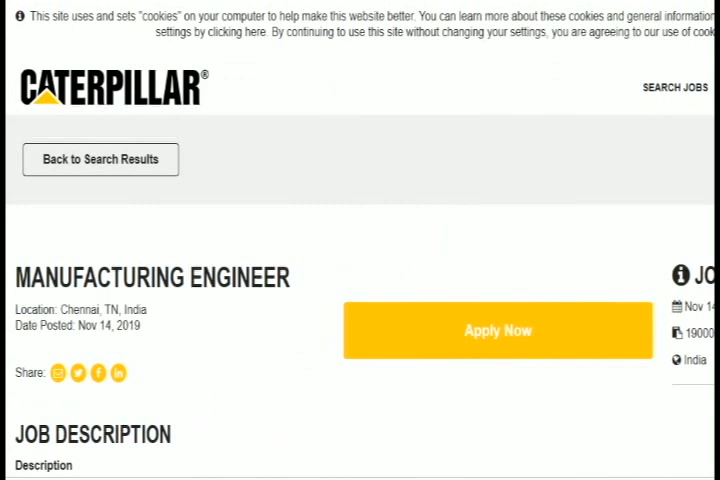 This site uses and sets "cookies" on your computer to help make this website better. You can learn more about these cookies and general information
settings by clicking here. By continuing to use this site without changing your settings, you are agreeing to our use of cook
CATERPILLAR®
SEARCH JOBS
Back to Search Results
MANUFACTURING ENGINEER
Location: Chennai, TN, India
Date Posted: Nov 14, 2019
Apply Now
Share:
JO
Nov 14
19000
India
JOB DESCRIPTION
Description